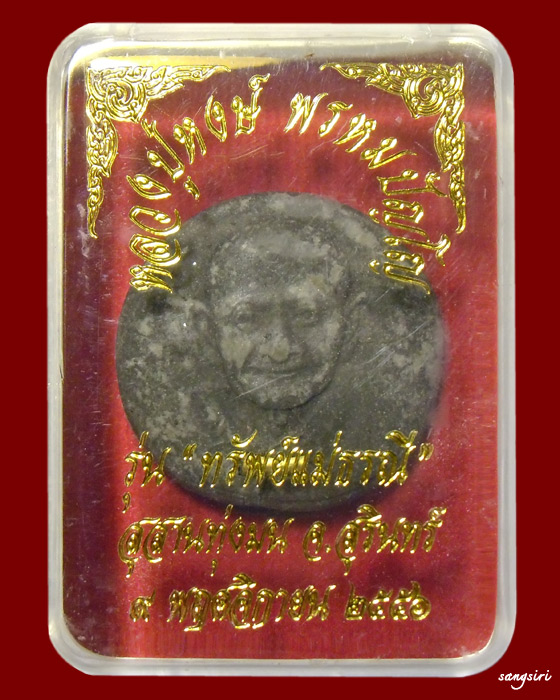 หลวงปู่หงษ์ พรหมปัญโญ
รุ่น "ทรัพย์แม่ธรณี"
สุสานทุ่งมน จ.สุรินทร์
๙ พฤศจิกายน ๒๕๕๖
sangsiri